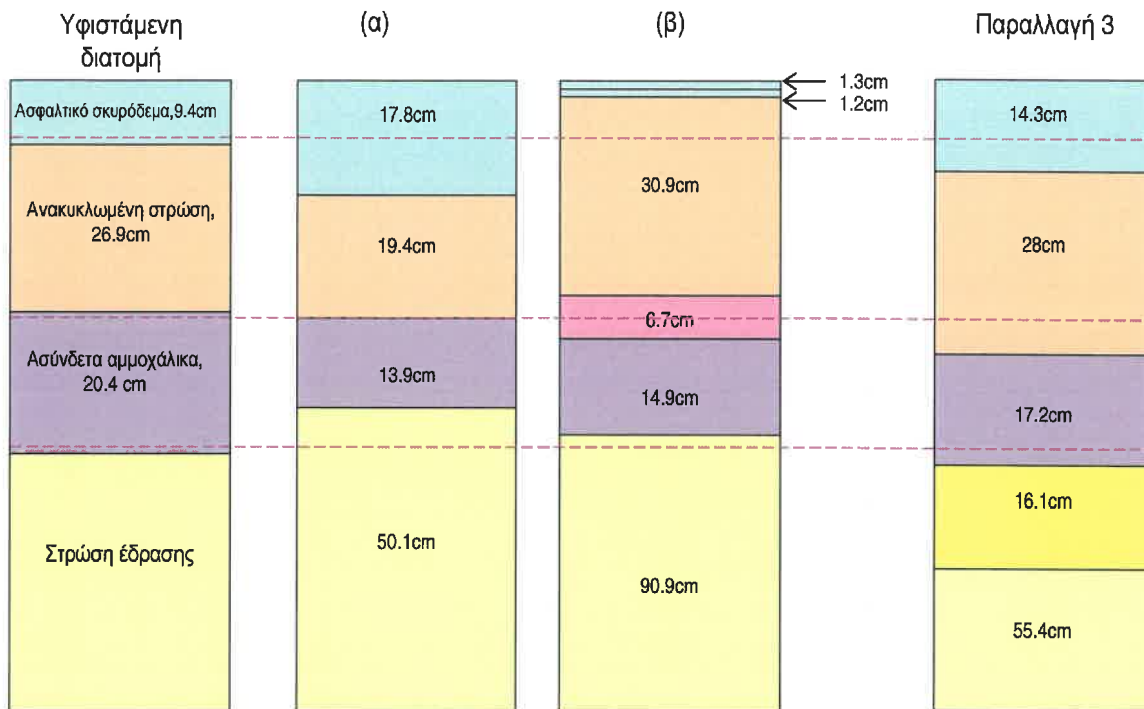 Υφιστάμενη
διατομή
(α)
(β)
Παραλλαγή 3
Ασφαλτικό σκυρόδεμα,9.4cm
Ανακυκλωμένη στρώση,
26.9cm
Ασύνδετα αμμοχάλικα,
20.4 cm
Στρώση έδρασης
17.8cm
19.4cm
13.9cm
50.1cm
1.3cm
1.2cm
30.9cm
6.7cm
14.9cm
90.9cm
14.3cm
28cm
17.2cm
16.1cm
55.4cm